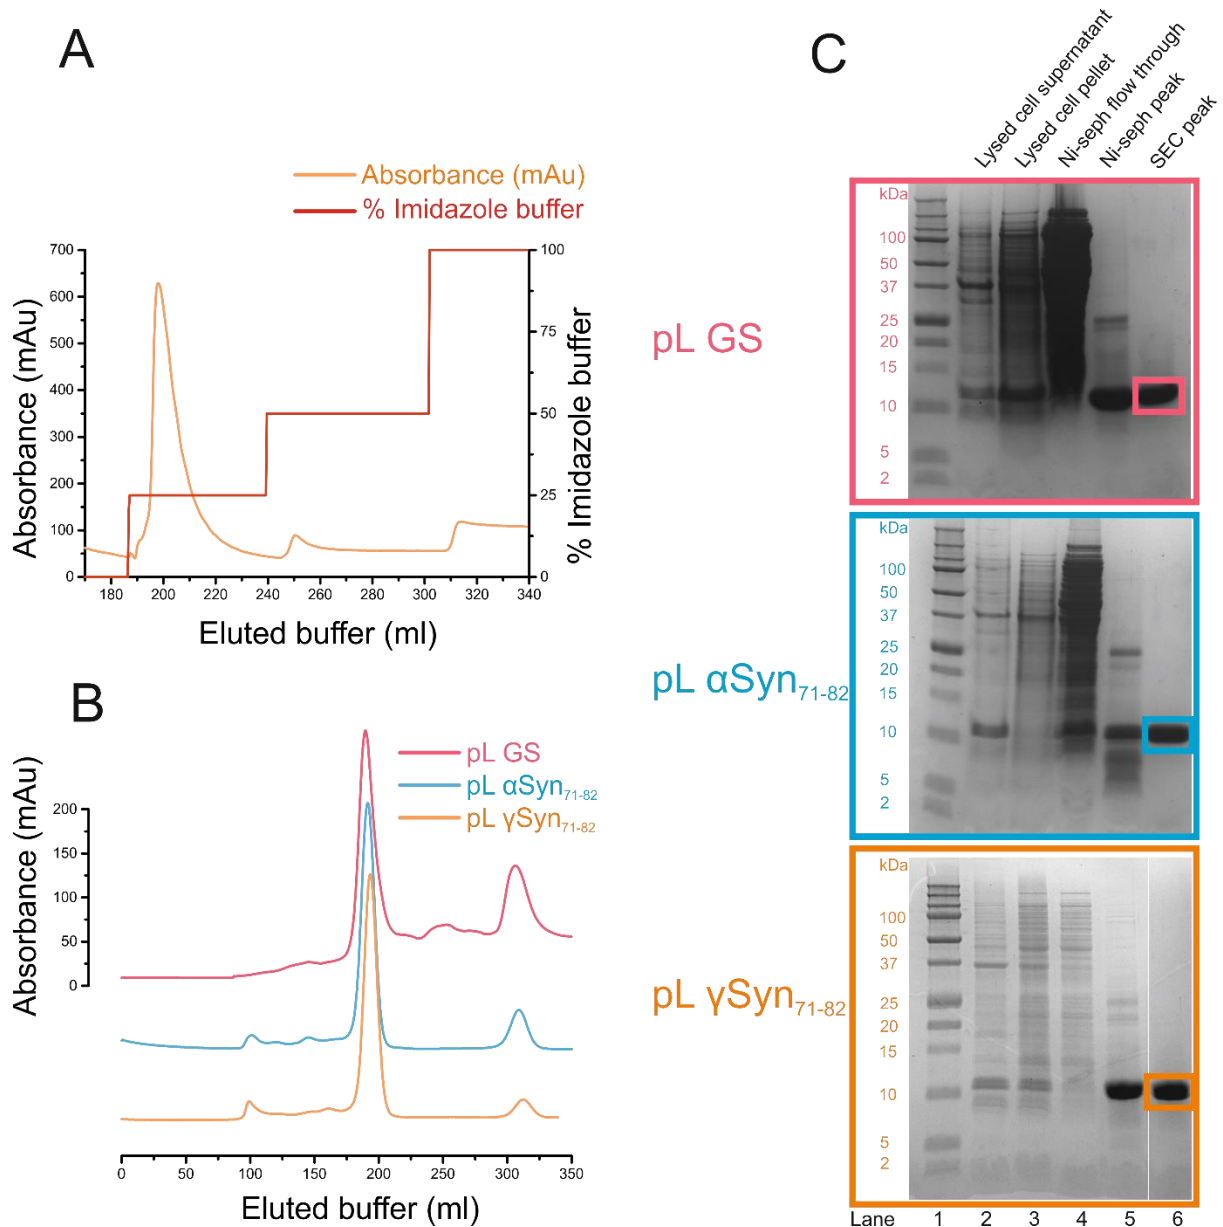 A
Absorbance (mAu)
% Imidazole buffer
700
600
500
400
300
200
100
0
Absorbance (mAu)
100
75
50
25
0
% Imidazole buffer
180 200 220 240 260 280 300 320 340
Eluted buffer (ml)
B
pL GS
pL αSyn71-82
pL γSyn71-82
200
150
100
50
0
Absorbance (mAu)
0 50 100 150 200 250 300 350
Eluted buffer (ml)
C
Lysed cell supernatant
Lysed cell pellet
Ni-seph flow through
Ni-seph peak
SEC peak
pL GS
kDa
100
50
37
25
20
15
10
5
2
pL αSyn71-82
kDa
100
50
37
25
20
15
10
5
2
pL γSyn71-82
kDa
100
50
37
25
20
15
10
5
2
Lane 1 2 3 4 5 6